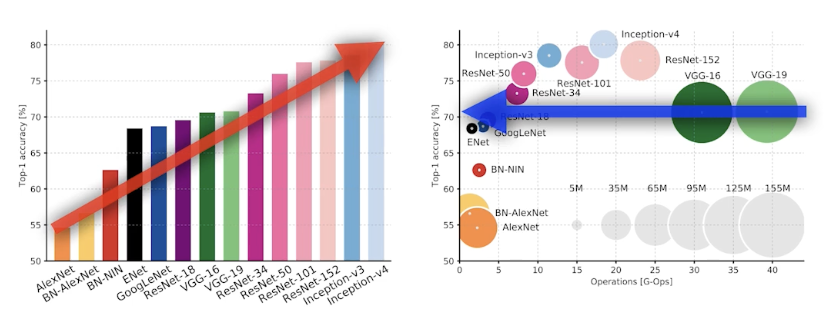 80
75
70
65
60
55
50
Top-1 accuracy [%]
AlexNet
BN-AlexNet
BN-NIN
ENet
GoogLeNet
ResNet-18
VGG-16
VGG-19
ResNet-34
ResNet-50
ResNet-101
ResNet-152
Inception-v3
Inception-v4
80
75
70
65
60
55
50
Top-1 accuracy [%]
Inception-v4
Inception-v3
ResNet-152
ResNet-50
ResNet-101
VGG-16 VGG-19
ResNet-34
ResNet-18
GoogLeNet
ENet
BN-NIN
5M 35M 65M 95M 125M 155M
BN-AlexNet
AlexNet
0 5 10 15 20 25 30 35 40
Operations [G-Ops]